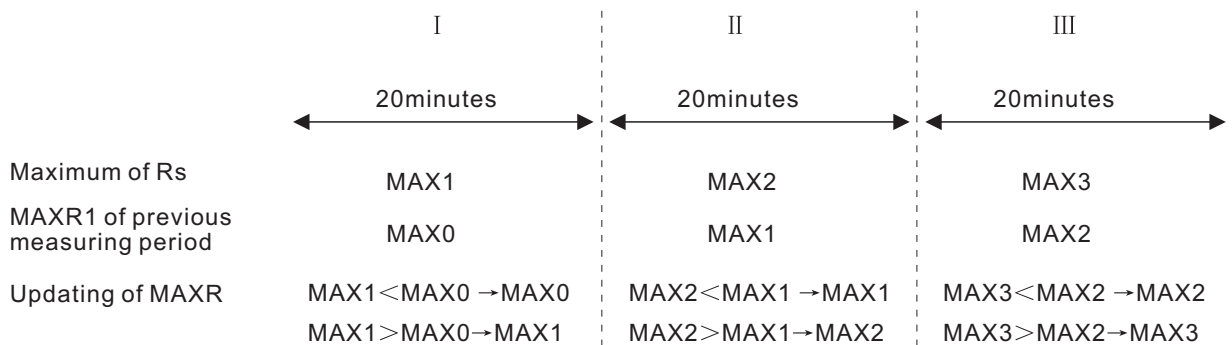 I II III
20minutes 20minutes 20minutes
Maximum of Rs MAX1 MAX2 MAX3
MAXR1 of previous
measuring period MAX0 MAX1 MAX2
Updating of MAXR MAX1<MAX0→MAX0 MAX2<MAX1→MAX1 MAX3<MAX2→MAX2
MAX1>MAX0→MAX1 MAX2>MAX1→MAX2 MAX3>MAX2→MAX3